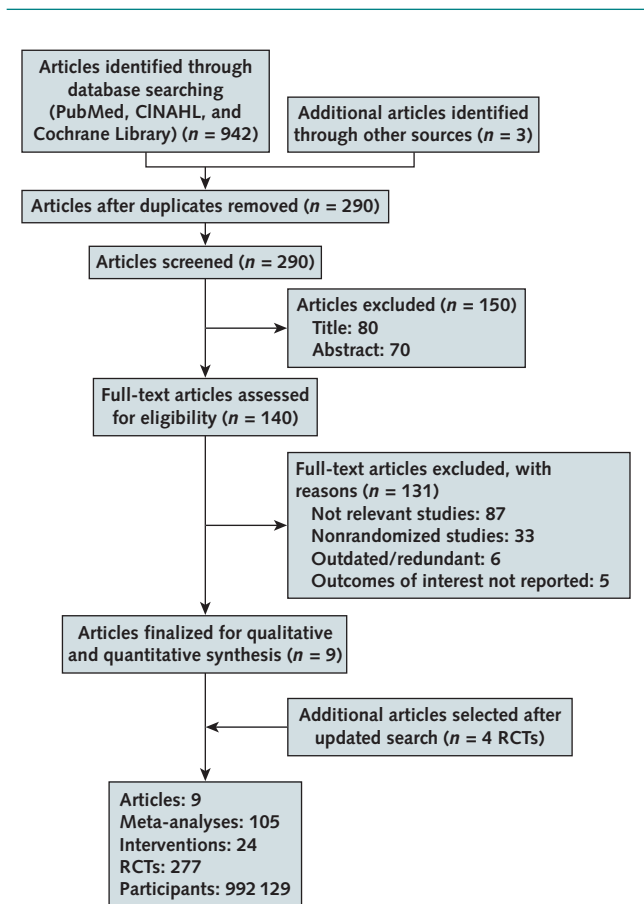 Articles identified through
database searching
(PubMed, CINAHL, and
Cochrane Library) (n = 942)
Additional articles identified
through other sources (n = 3)
Articles after duplicates removed (n = 290)
Articles screened (n = 290)
Articles excluded (n = 150)
Title: 80
Abstract: 70
Full-text articles assessed
for eligibility (n = 140)
Full-text articles excluded, with
reasons (n = 131)
Not relevant studies: 87
Nonrandomized studies: 33
Outdated/redundant: 6
Outcomes of interest not reported: 5
Articles finalized for qualitative
and quantitative synthesis (n = 9)
Additional articles selected after
updated search (n = 4 RCTs)
Articles: 9
Meta-analyses: 105
Interventions: 24
RCTs: 277
Participants: 992 129